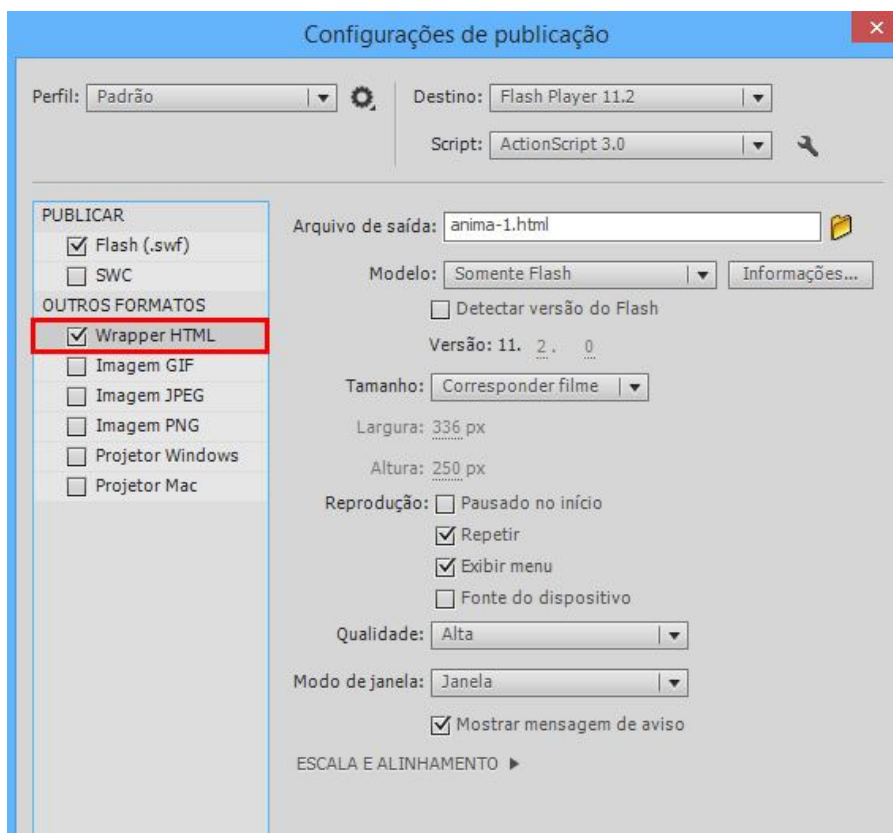 Configurações de publicação
Perfil: Padrão
Destino: Flash Player 11.2
Script: ActionScript 3.0
PUBLICAR
Flash (.swf)
SWC
OUTROS FORMATOS
Wrapper HTML
Imagem GIF
Imagem JPEG
Imagem PNG
Projetor Windows
Projetor Mac
Arquivo de saída: anima-1.html
Modelo: Somente Flash Informações...
Detectar versão do Flash
Versão: 11. 2 . 0
Tamanho: Corresponder filme
Largura: 336 px
Altura: 250 px
Reprodução: Pausado no início
Repetir
Exibir menu
Fonte do dispositivo
Qualidade: Alta
Modo de janela: Janela
Mostrar mensagem de aviso
ESCALA E ALINHAMENTO